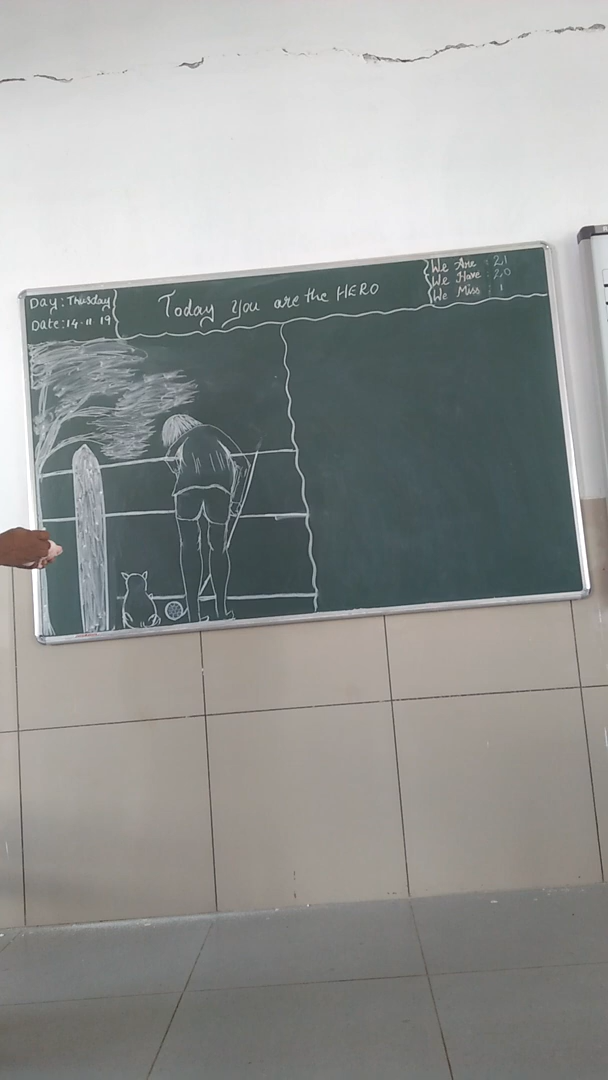 Day: Thusday
Date: 14-11 19
Today you are the HERO
We Are : 21
We Have : 20
We Miss : 1